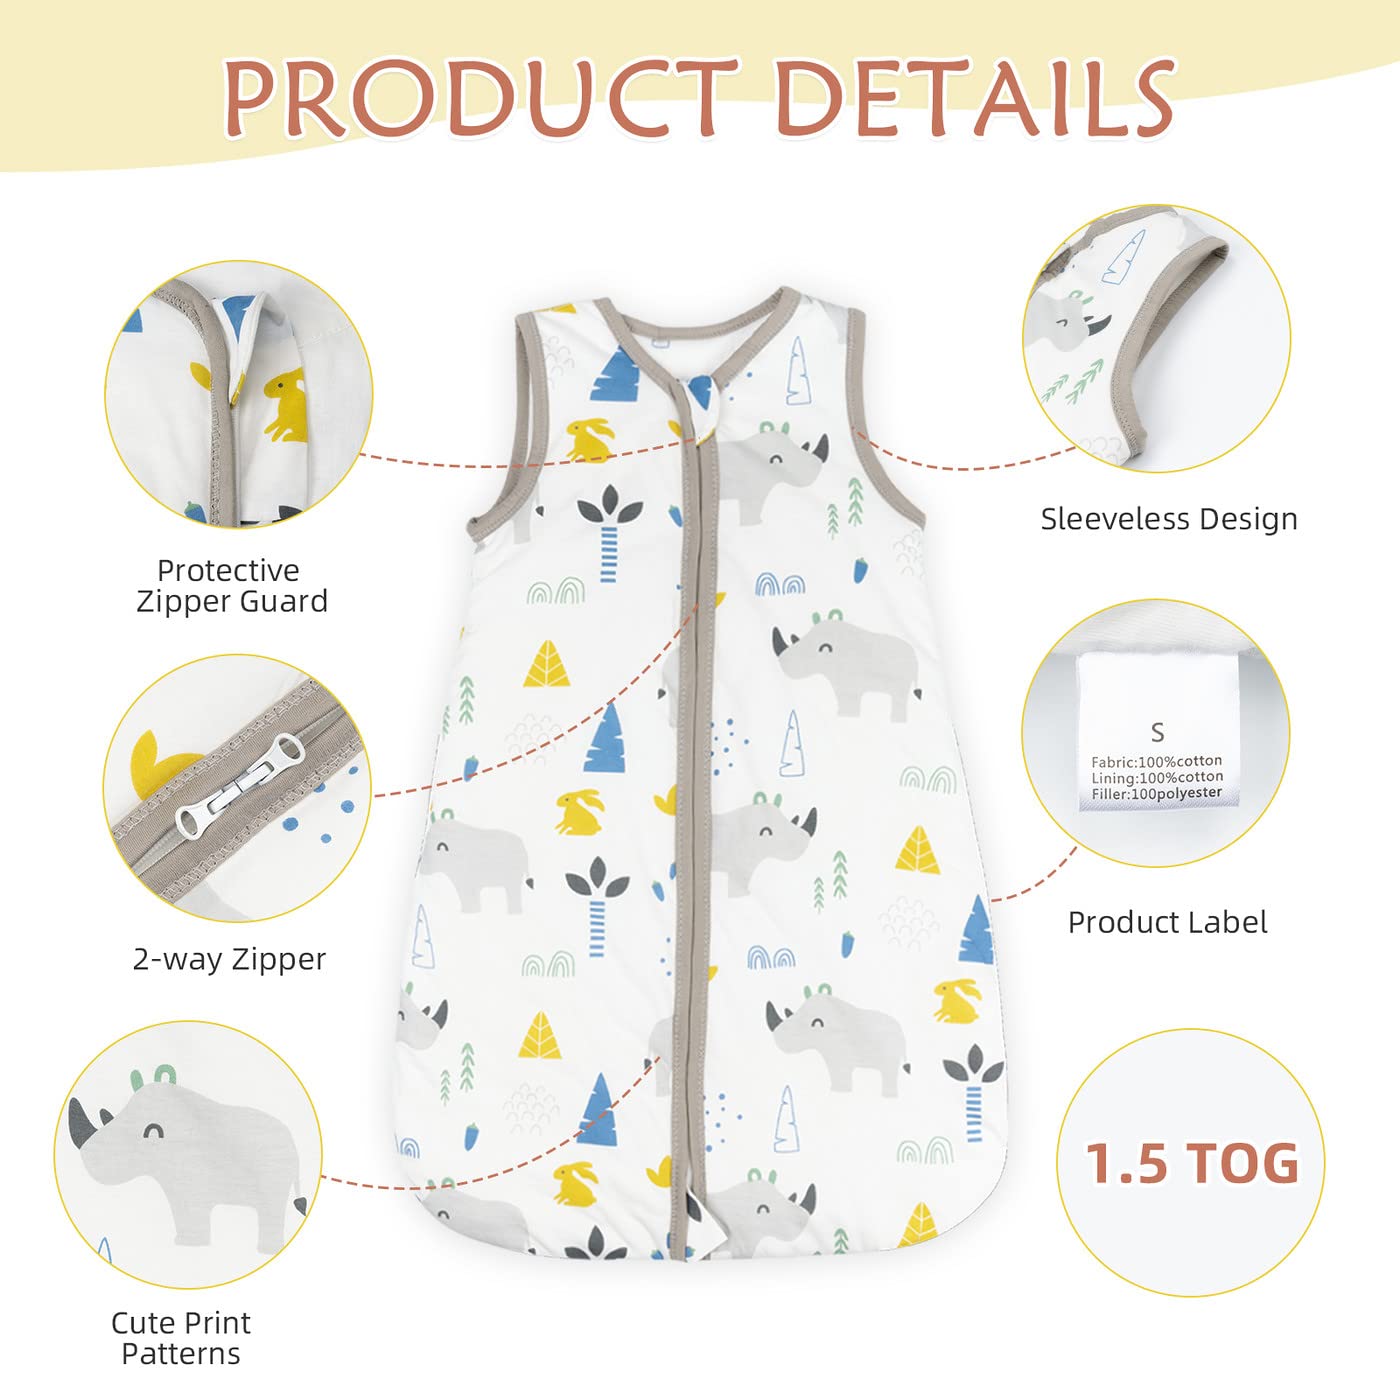 PRODUCT DETAILS
Protective
Zipper Guard
Sleeveless Design
S
Fabric:100%cotton
Lining:100%cotton
Filler:100polyester
2-way Zipper
Product Label
1.5 TOG
Cute Print
Patterns